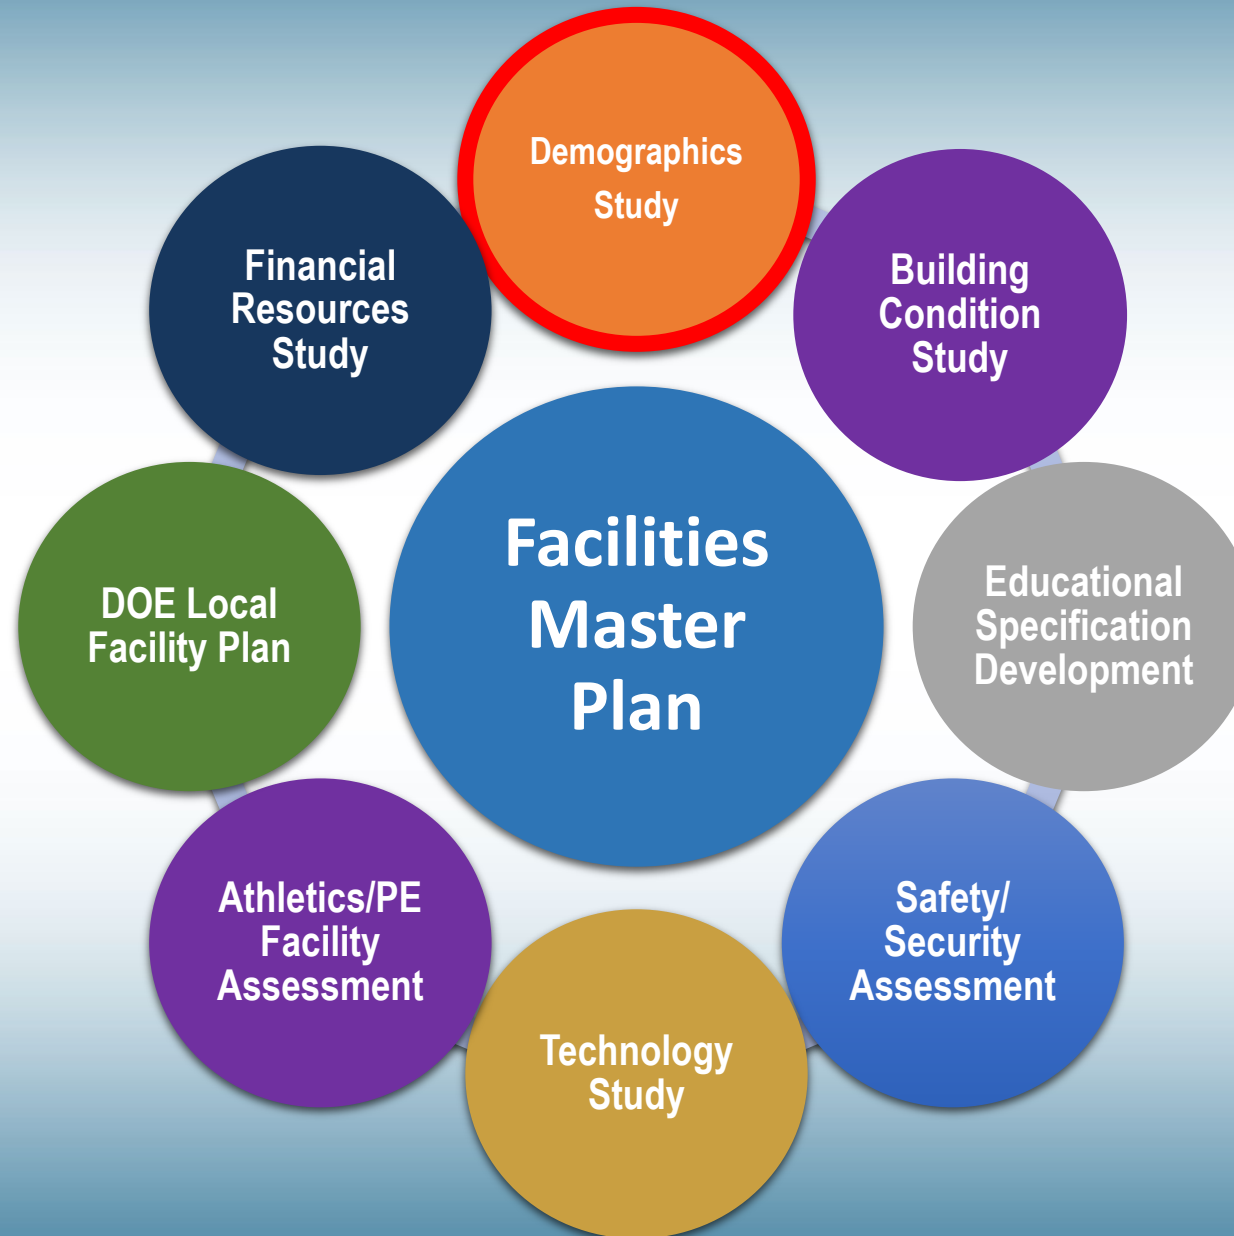 Demographics
Study
Financial
Resources
Study
Building
Condition
Study
Facilities
Master
Plan
DOE Local
Facility Plan
Educational
Specification
Development
Athletics/PE
Facility
Assessment
Safety/
Security
Assessment
Technology
Study